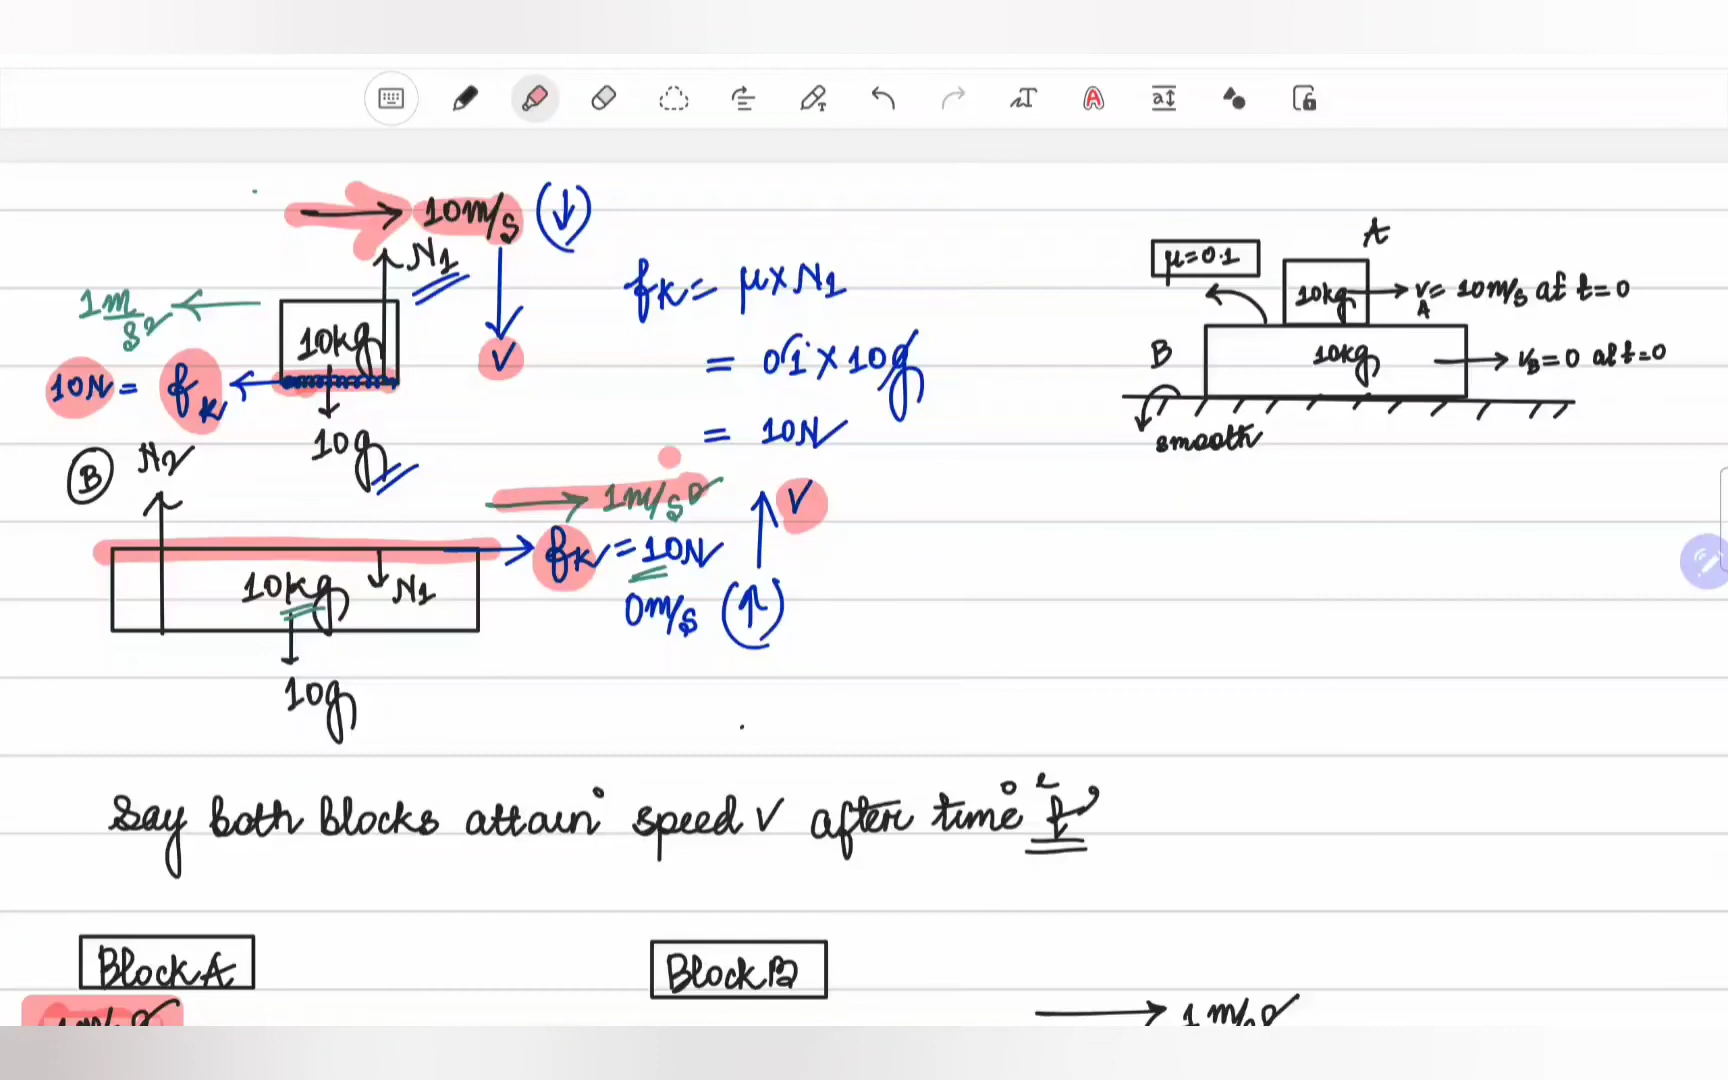 10m/s (↓)
N1
1m/s2
10kg
10N = fk
10g
V
fk = μ x N1
= 0.1 x 10g
= 10N
μ=0.1
A
10kg
vA = 10m/s at t=0
B
10kg
vB=0 at t=0
smooth
B
N2
1m/s2
V
fk = 10N
10kg
N1
0m/s (↑)
10g
Say both blocks attain speed v after time 't'
Block A
Block B
1 m/s2